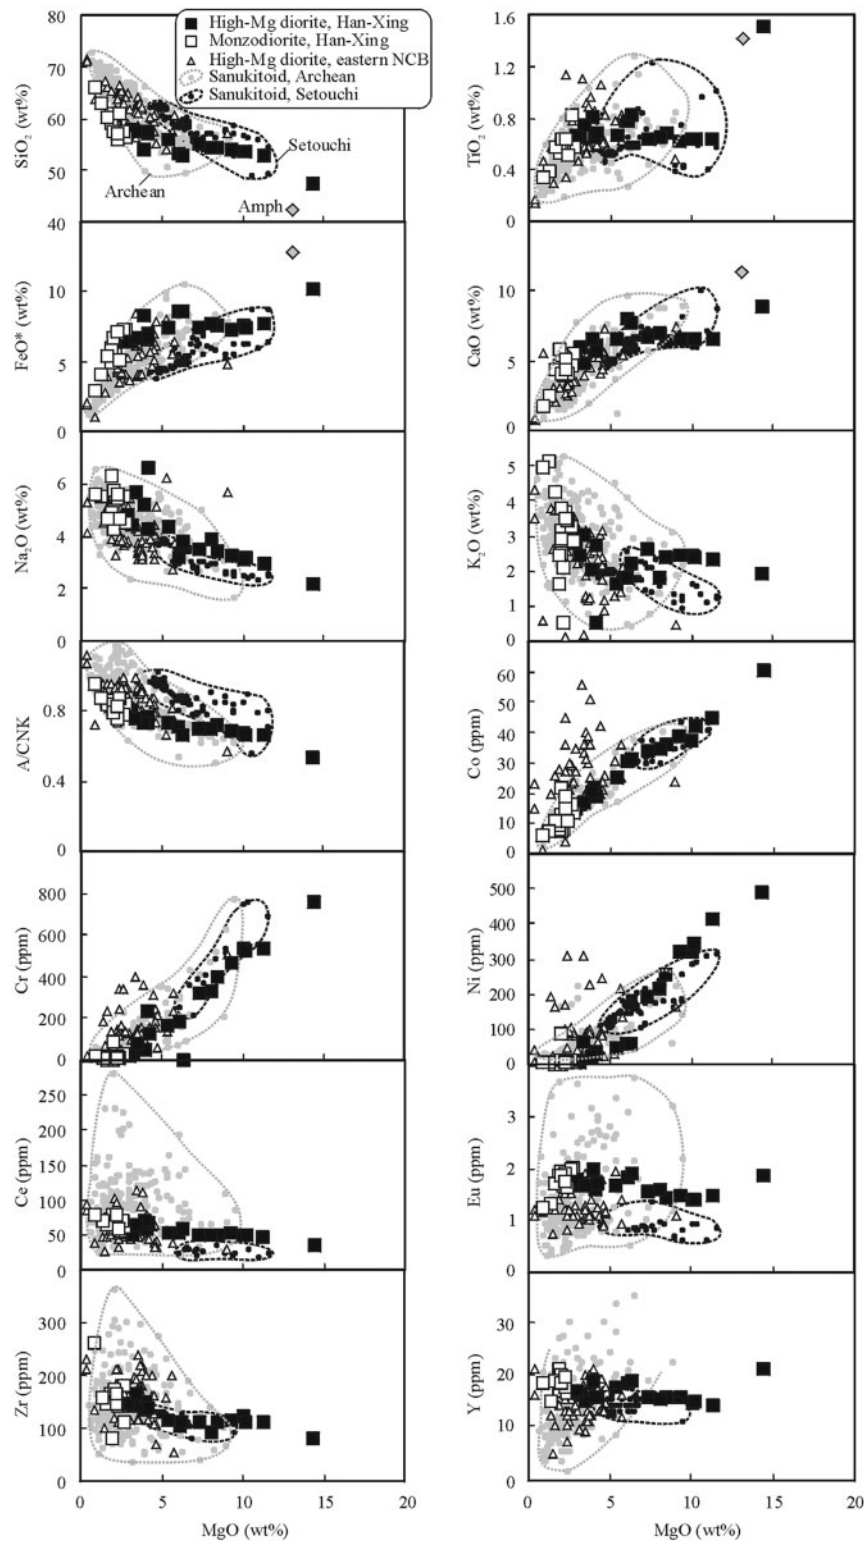 High-Mg diorite, Han-Xing
Monzodiorite, Han-Xing
High-Mg diorite, eastern NCB
Sanukitoid, Archean
Sanukitoid, Setouchi
80
70
60
50
SiO₂ (wt%)
Archean
Setouchi
Amph
1.6
1.2
0.8
0.4
0
TiO₂ (wt%)
40
10
5
0
FeO* (wt%)
10
5
0
CaO (wt%)
6
4
2
0
Na₂O (wt%)
5
4
3
2
1
0
K₂O (wt%)
0.8
0.4
0
A/CNK
60
50
40
30
20
10
0
Co (ppm)
800
600
400
200
0
Cr (ppm)
500
400
300
200
100
0
Ni (ppm)
250
200
150
100
50
0
Ce (ppm)
3
2
1
0
Eu (ppm)
300
200
100
0
Zr (ppm)
30
20
10
0
Y (ppm)
0 5 10 15 20
MgO (wt%)
0 5 10 15 20
MgO (wt%)